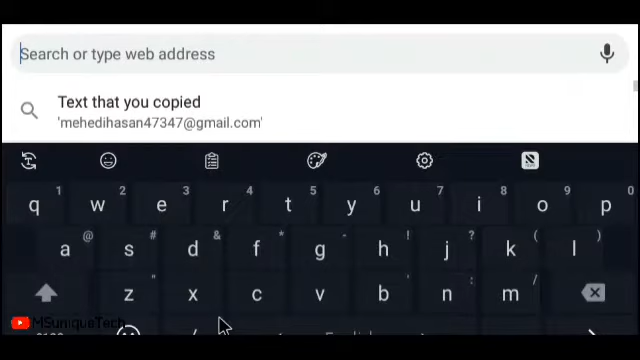 Search or type web address
Text that you copied
'mehedihasan47347@gmail.com'
1 2 3 4 5 6 7 8 9 0
q w e r t y u i o p
@ # & * - ! ? ( )
a s d f g h j k l
" ' : /
z x c v b n m
MSuniqueTech
English